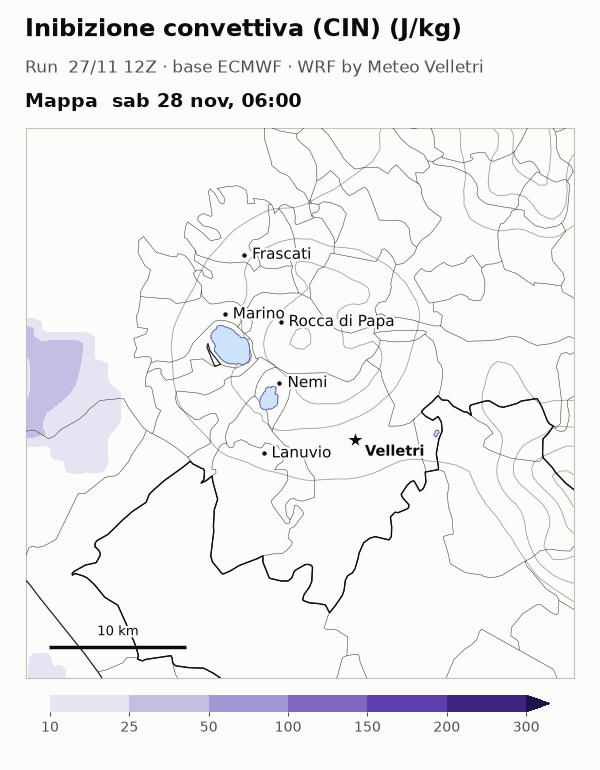 Inibizione convettiva (CIN) (J/kg)
Run  27/11 12Z · base ECMWF · WRF by Meteo Velletri
Mappa  sab 28 nov, 06:00
Frascati
Marino
Rocca di Papa
Nemi
Velletri
Lanuvio
10 km
10 25 50 100 150 200 300